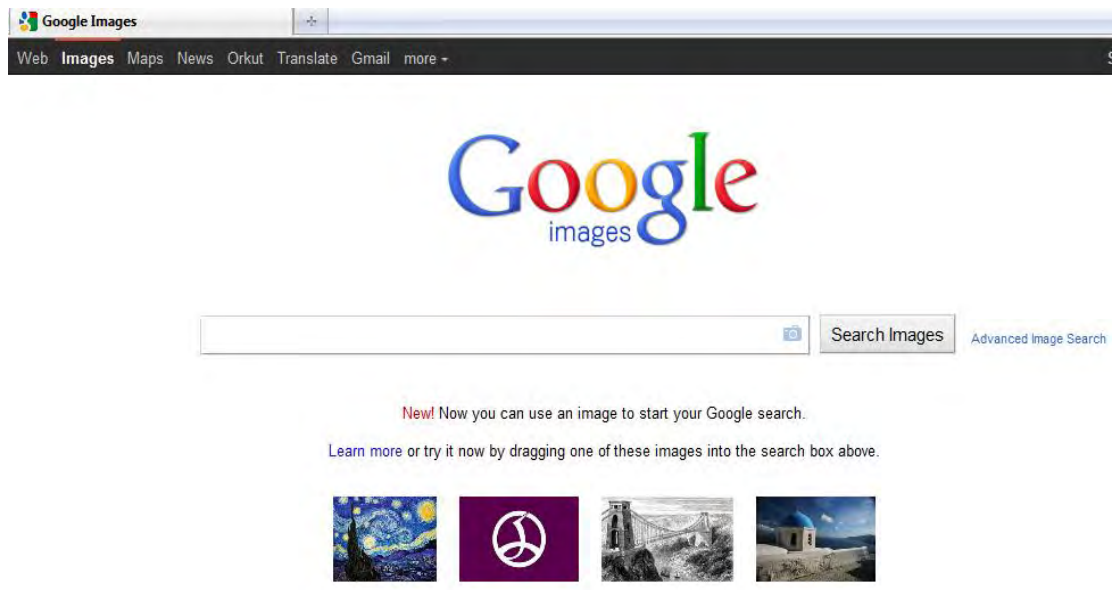 Google Images
Web Images Maps News Orkut Translate Gmail more
S
Google
images
Search Images
Advanced Image Search
New! Now you can use an image to start your Google search.
Learn more or try it now by dragging one of these images into the search box above.